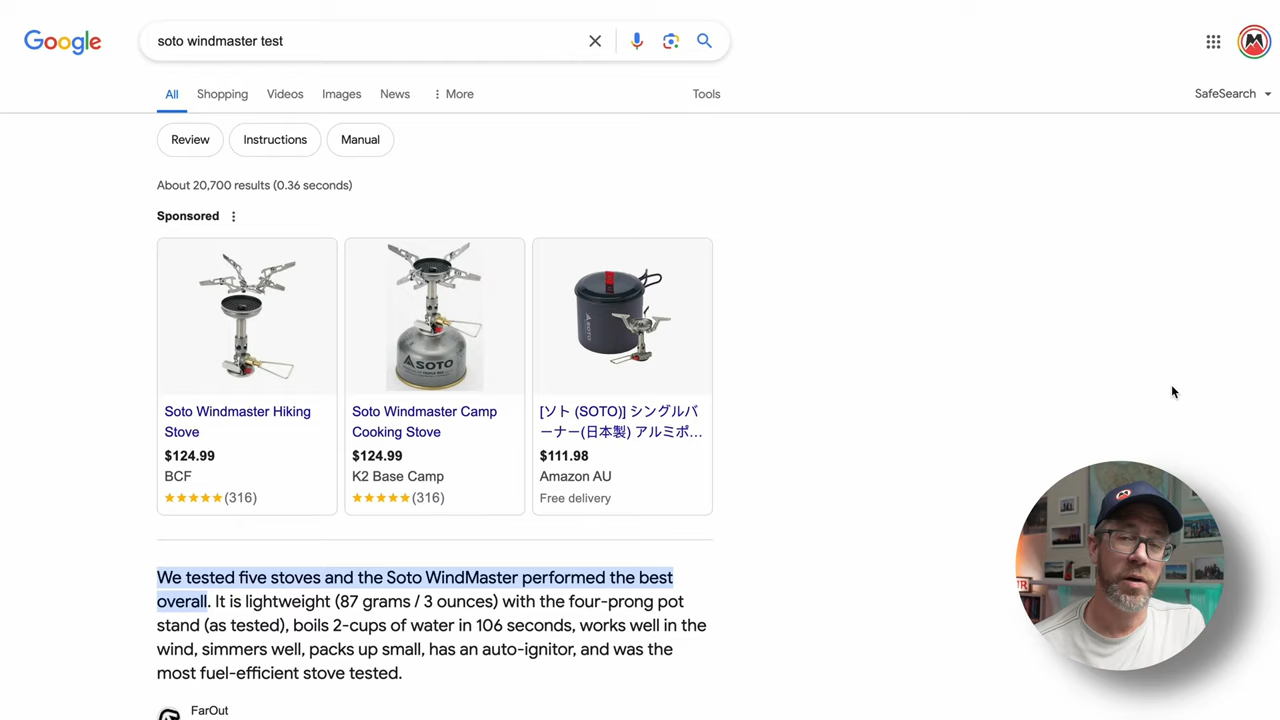 Google
soto windmaster test
All
Shopping
Videos
Images
News
More
Tools
SafeSearch
Review
Instructions
Manual
About 20,700 results (0.36 seconds)
Sponsored
Soto Windmaster Hiking
Stove
$124.99
BCF
(316)
SOTO
Soto Windmaster Camp
Cooking Stove
$124.99
K2 Base Camp
(316)
SOTO
[ソト (SOTO)] シングルバ
ーナー(日本製) アルミポ...
$111.98
Amazon AU
Free delivery
We tested five stoves and the Soto WindMaster performed the best
overall. It is lightweight (87 grams / 3 ounces) with the four-prong pot
stand (as tested), boils 2-cups of water in 106 seconds, works well in the
wind, simmers well, packs up small, has an auto-ignitor, and was the
most fuel-efficient stove tested.
FarOut